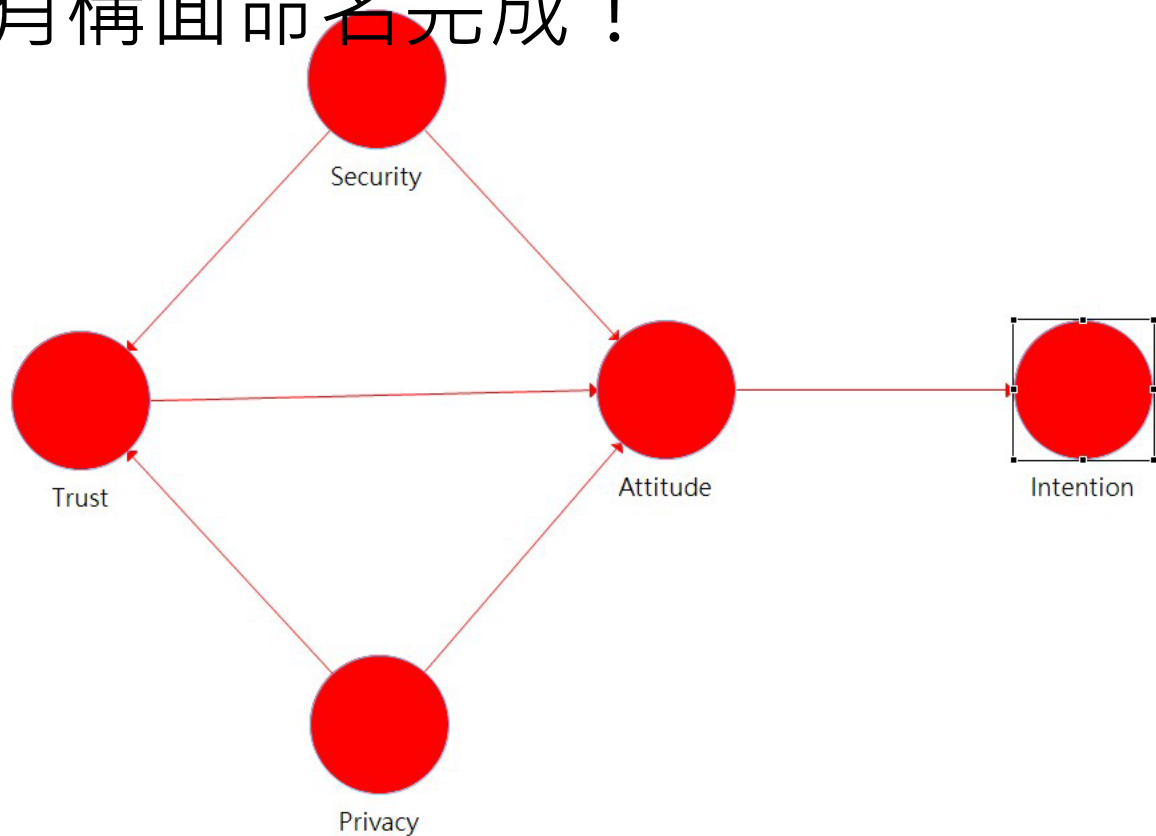 構面命名完成！
Security
Trust
Attitude
Intention
Privacy